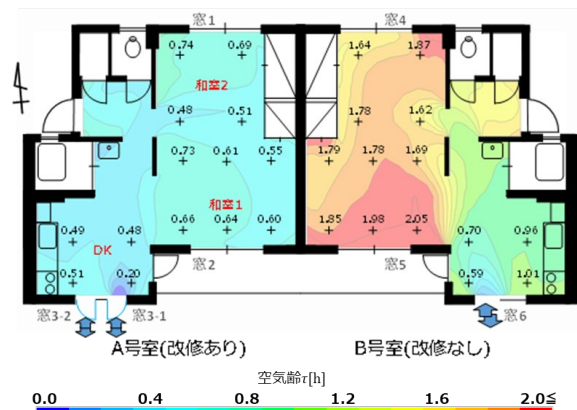 窓1 窓4
0.74 0.69 1.64 1.87
和室2
0.48 0.51 1.78 1.62
0.73 0.61 0.55 1.79 1.78 1.69
和室1
0.66 0.64 0.60 1.85 1.98 2.05
0.49 0.48 0.70 0.96
DK
窓2 窓5
0.51 0.20 0.59 1.01
窓3-2 窓3-1 窓6
A号室(改修あり) B号室(改修なし)
空気齢τ[h]
0.0 0.4 0.8 1.2 1.6 2.0≦